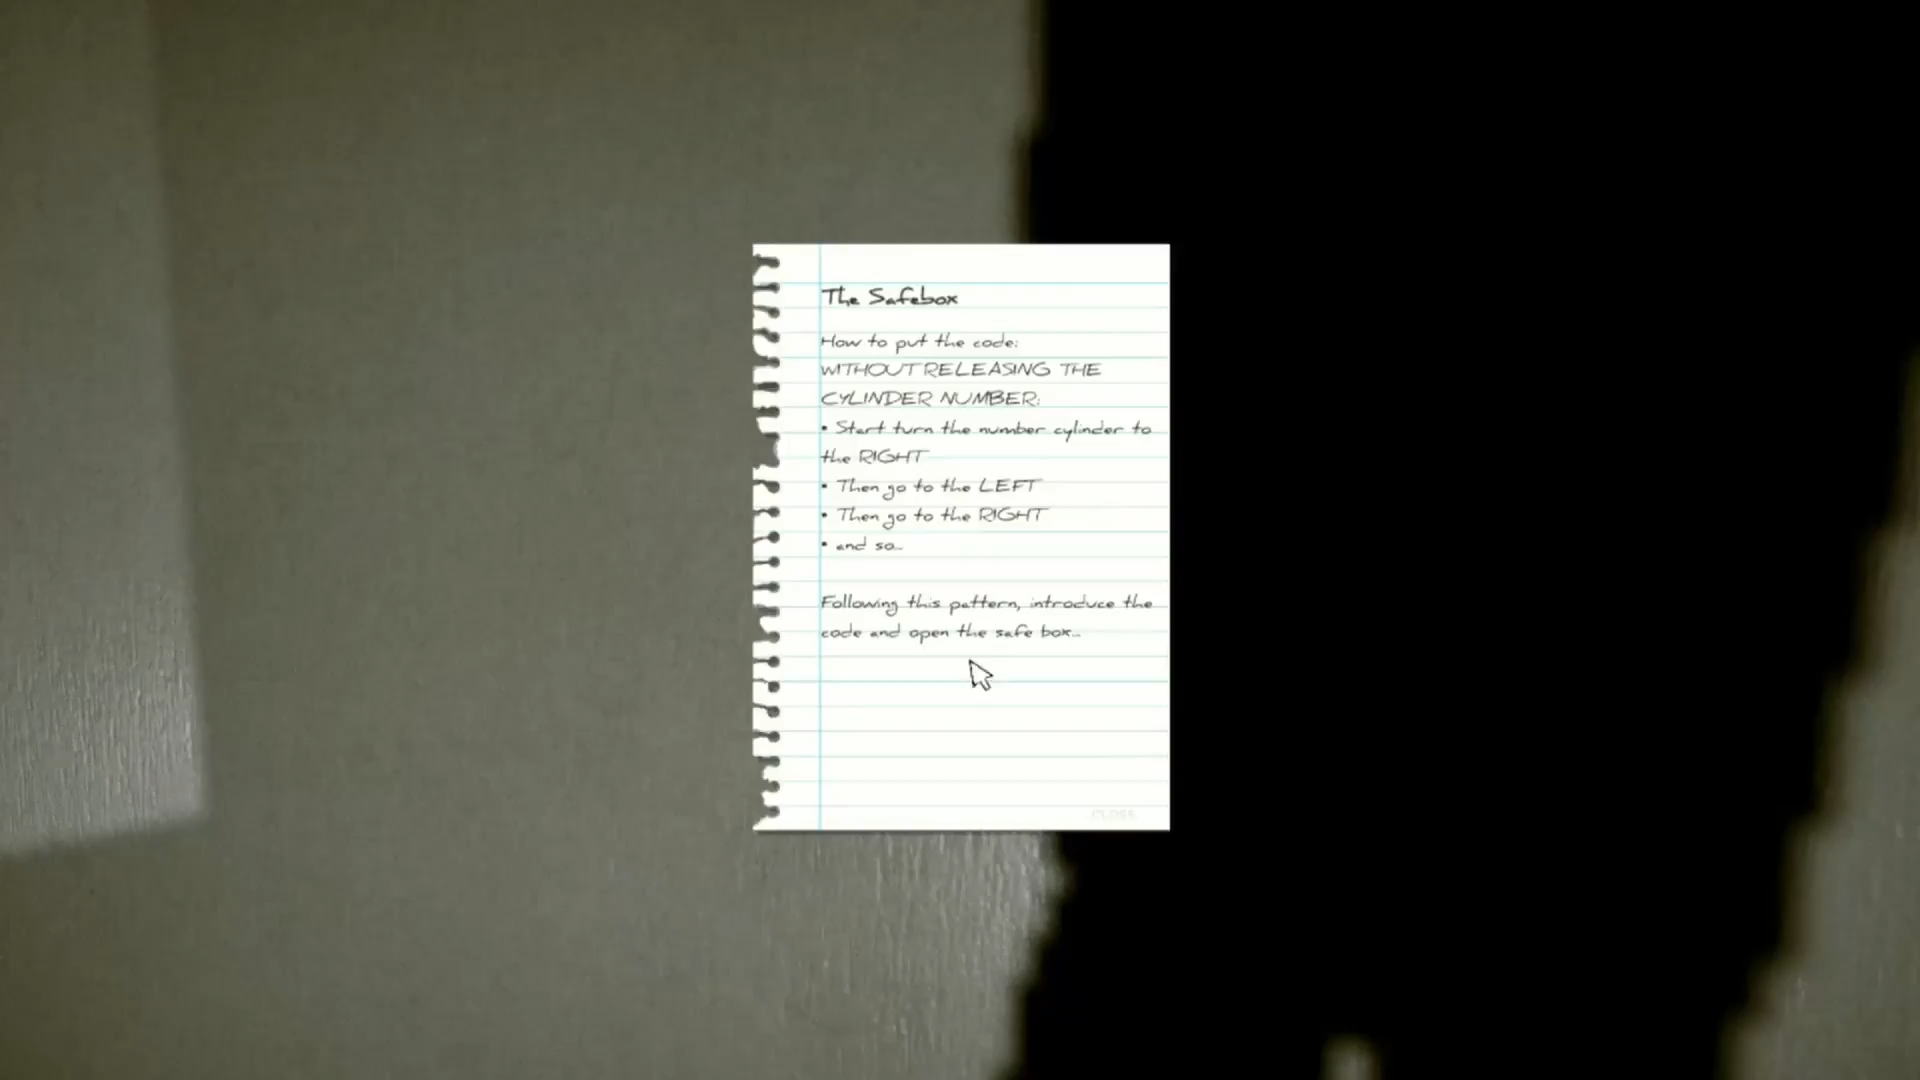 The Safebox
How to put the code:
WITHOUT RELEASING THE
CYLINDER NUMBER:
• Start turn the number cylinder to
the RIGHT
• Then go to the LEFT
• Then go to the RIGHT
• and so...
Following this pattern, introduce the
code and open the safe box...
CLOSE